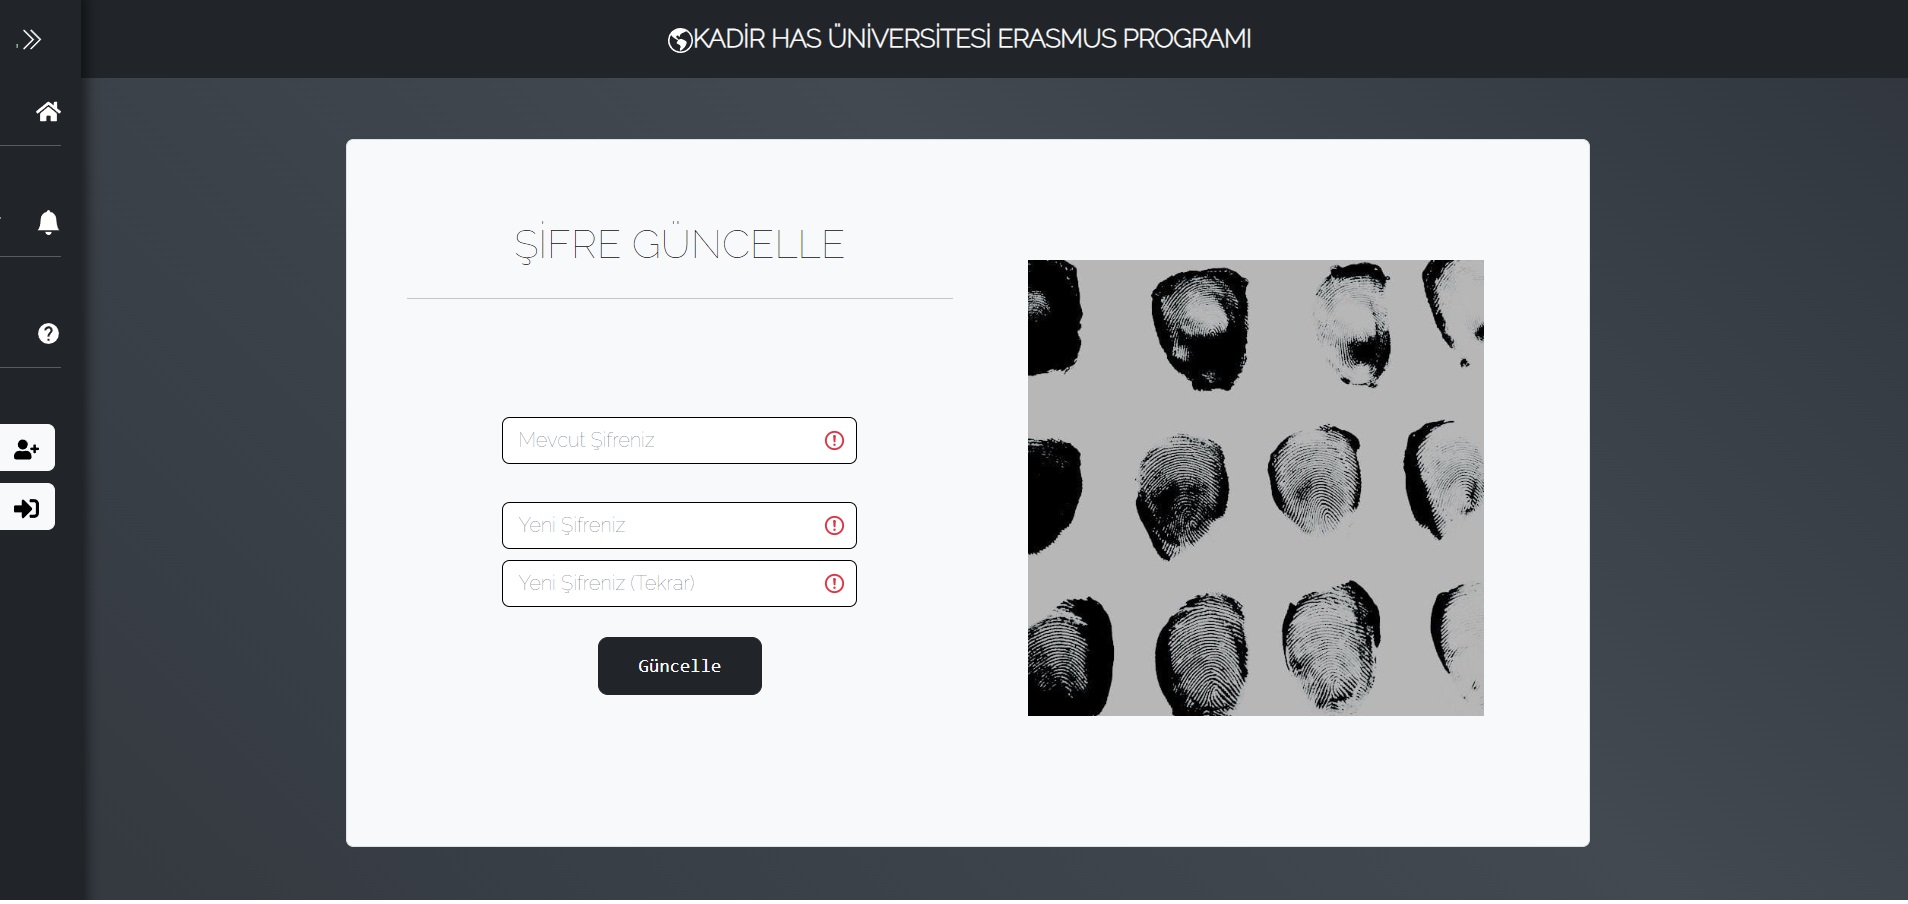 KADİR HAS ÜNİVERSİTESİ ERASMUS PROGRAMI
ŞİFRE GÜNCELLE
Mevcut Şifreniz
Yeni Şifreniz
Yeni Şifreniz (Tekrar)
Güncelle